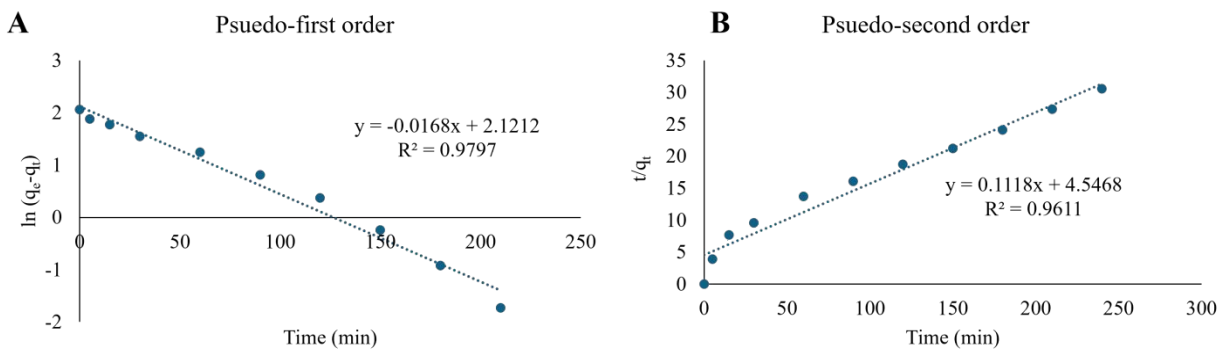 A
Psuedo-first order
3
2
1
0
-1
-2
ln (qe-qt)
y = -0.0168x + 2.1212
R² = 0.9797
0 50 100 150 200 250
Time (min)
B
Psuedo-second order
35
30
25
20
15
10
5
0
t/qt
y = 0.1118x + 4.5468
R² = 0.9611
0 50 100 150 200 250 300
Time (min)